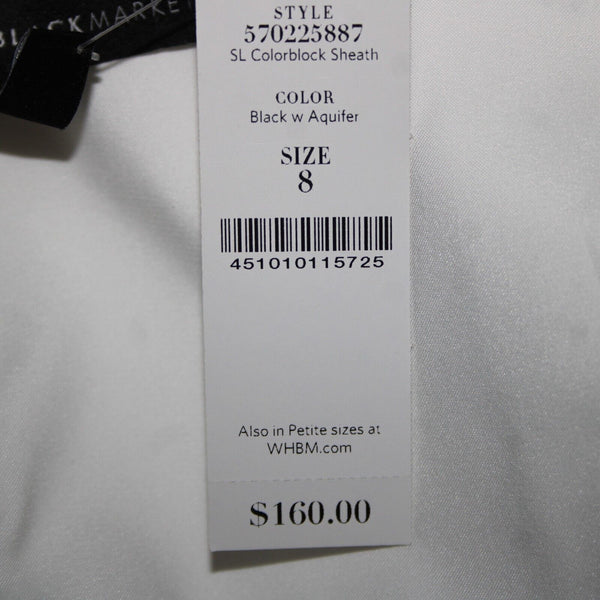 BLACKMARKE
STYLE
570225887
SL Colorblock Sheath
COLOR
Black w Aquifer
SIZE
8
451010115725
Also in Petite sizes at
WHBM.com
$160.00